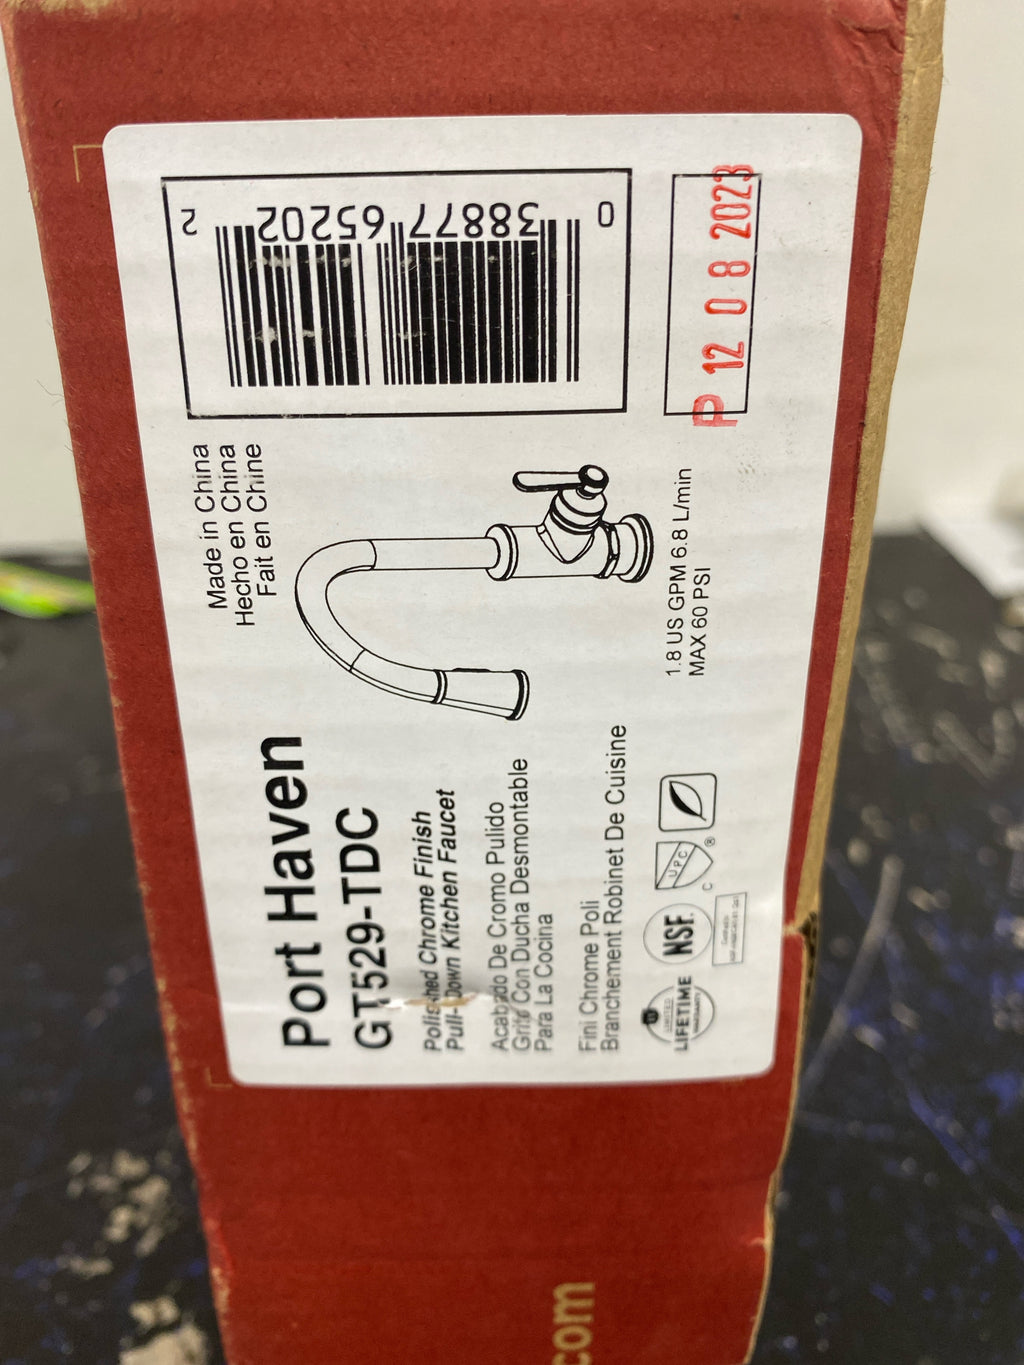 Port Haven
GT529-TDC
Polished Chrome Finish
Pull-Down Kitchen Faucet
Acabado De Cromo Pulido
Grifo Con Ducha Desmontable
Para La Cocina
Fini Chrome Poli
Branchement Robinet De Cuisine
Made in China
Hecho en China
Fait en Chine
0 38877 65202 2
1.8 US GPM 6.8 L/min
MAX 60 PSI
P 12 08 2023
LIMITED
LIFETIME
WARRANTY
NSF.
UPC
C ®
.com